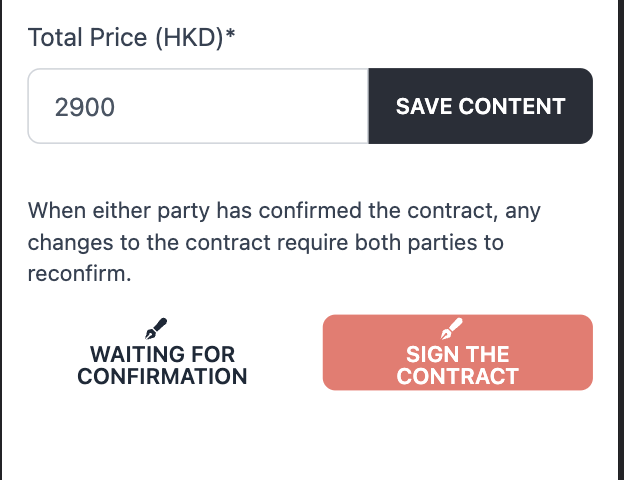 Total Price (HKD)*
2900
SAVE CONTENT
When either party has confirmed the contract, any
changes to the contract require both parties to
reconfirm.
WAITING FOR
CONFIRMATION
SIGN THE
CONTRACT